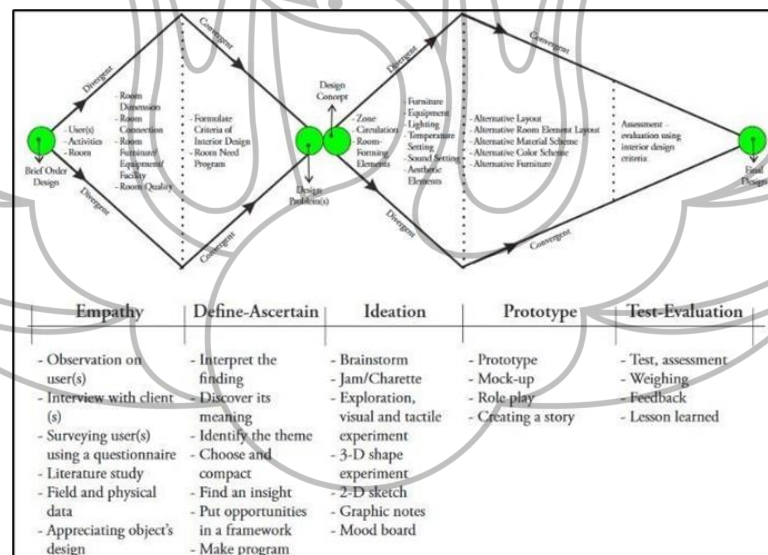 Divergent
Convergent
Divergent
Convergent
- User(s)
- Activities
- Room
- Room
Dimension
- Room
Connection
- Room
Furniture/
Equipment/
Facility
- Room Quality
- Formulate
Criteria of
Interior Design
- Room Need
Program
Design
Concept
- Zone
- Circulation
- Room-
Forming
Elements
- Furniture
- Equipment
- Lighting
- Temperature
Setting
- Sound Setting
- Aesthetic
Elements
- Alternative Layout
- Alternative Room Element Layout
- Alternative Material Scheme
- Alternative Color Scheme
- Alternative Furniture
Assessment -
evaluation using
interior design
criteria
Brief Order
Design
Design
Problem(s)
Final
Design
Divergent
Convergent
Divergent
Convergent
Empathy
Define-Ascertain
Ideation
Prototype
Test-Evaluation
- Observation on
user(s)
- Interview with client
(s)
- Surveying user(s)
using a questionnaire
- Literature study
- Field and physical
data
- Appreciating object's
design
- Interpret the
finding
- Discover its
meaning
- Identify the theme
- Choose and
compact
- Find an insight
- Put opportunities
in a framework
- Make program
- Brainstorm
- Jam/Charette
- Exploration,
visual and tactile
experiment
- 3-D shape
experiment
- 2-D sketch
- Graphic notes
- Mood board
- Prototype
- Mock-up
- Role play
- Creating a story
- Test, assessment
- Weighing
- Feedback
- Lesson learned